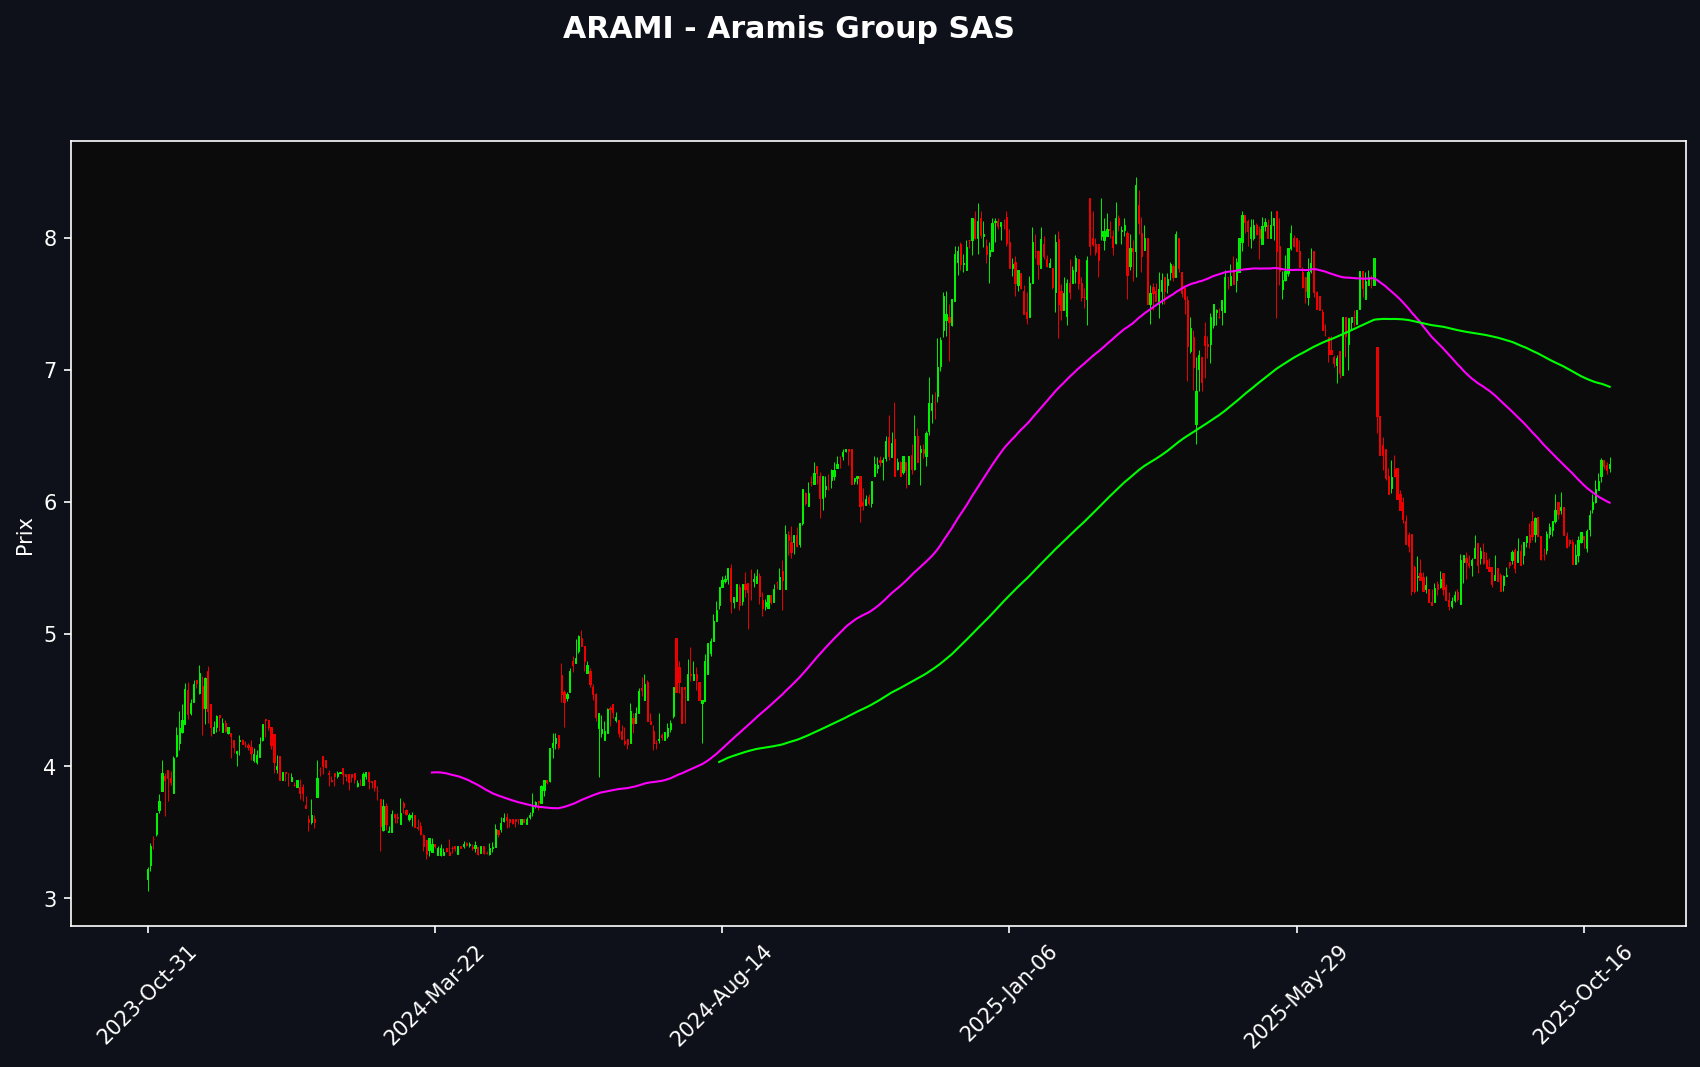 ARAMI - Aramis Group SAS
Prix
8
7
6
5
4
3
2023-Oct-31
2024-Mar-22
2024-Aug-14
2025-Jan-06
2025-May-29
2025-Oct-16